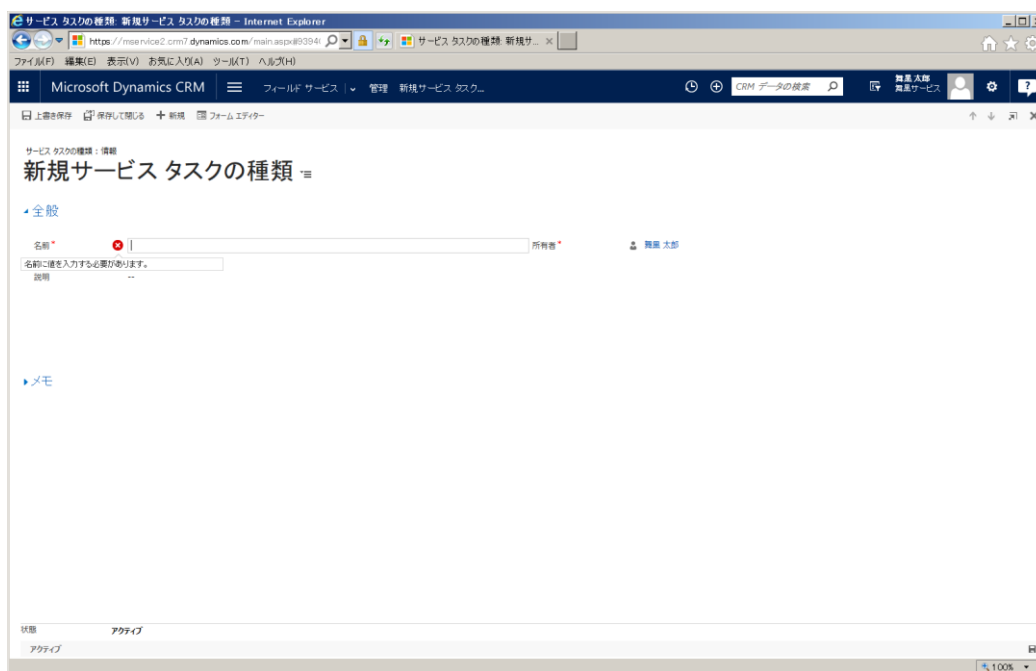 サービス タスクの種類: 新規サービス タスクの種類 - Internet Explorer
https://mservice2.crm7.dynamics.com/main.aspx#9394 サービス タスクの種類: 新規サ...
ファイル(F) 編集(E) 表示(V) お気に入り(A) ツール(T) ヘルプ(H)
Microsoft Dynamics CRM フィールド サービス 管理 新規サービス タスク... CRM データの検索 舞黒 太郎
舞黒サービス
上書き保存 保存して閉じる 新規 フォーム エディター
サービス タスクの種類 : 情報
新規サービス タスクの種類
全般
名前* 所有者* 舞黒 太郎
名前に値を入力する必要があります。
説明 --
メモ
状態 アクティブ
アクティブ
100%